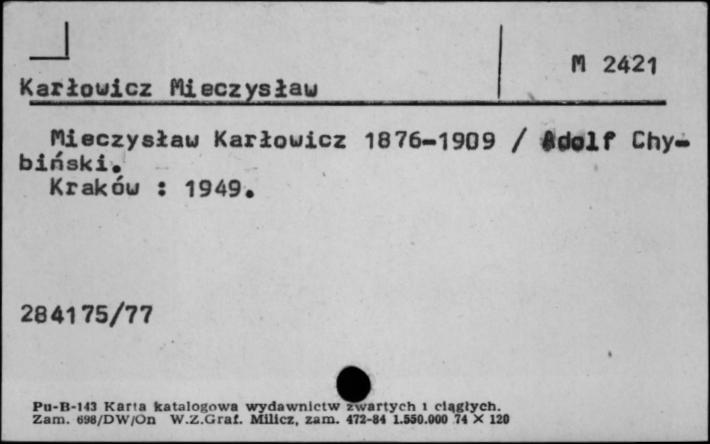 M 2421
Karłowicz Mieczysław
Mieczysław Karłowicz 1876-1909 / Adolf Chy-
biński.
Kraków : 1949.
284175/77
Pu-B-143 Karta katalogowa wydawnictw zwartych i ciągłych.
Zam. 698/DW/On W.Z.Graf. Milicz, zam. 472-84 1.550.000 74 × 120